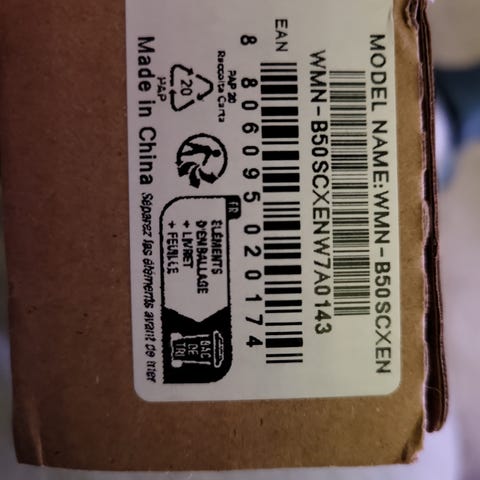 MODEL NAME:WMN-B50SCXEN
WMN-B50SCXENW7A0143
EAN
8 806095 020174
PAP 20
Raccolta Carta
20
PAP
FR
ÉLÉMENTS
D'EMBALLAGE
+ LIVRET
+ FEUILLE
BAC
DE
TRI
Made in China
Séparez les éléments avant de trier